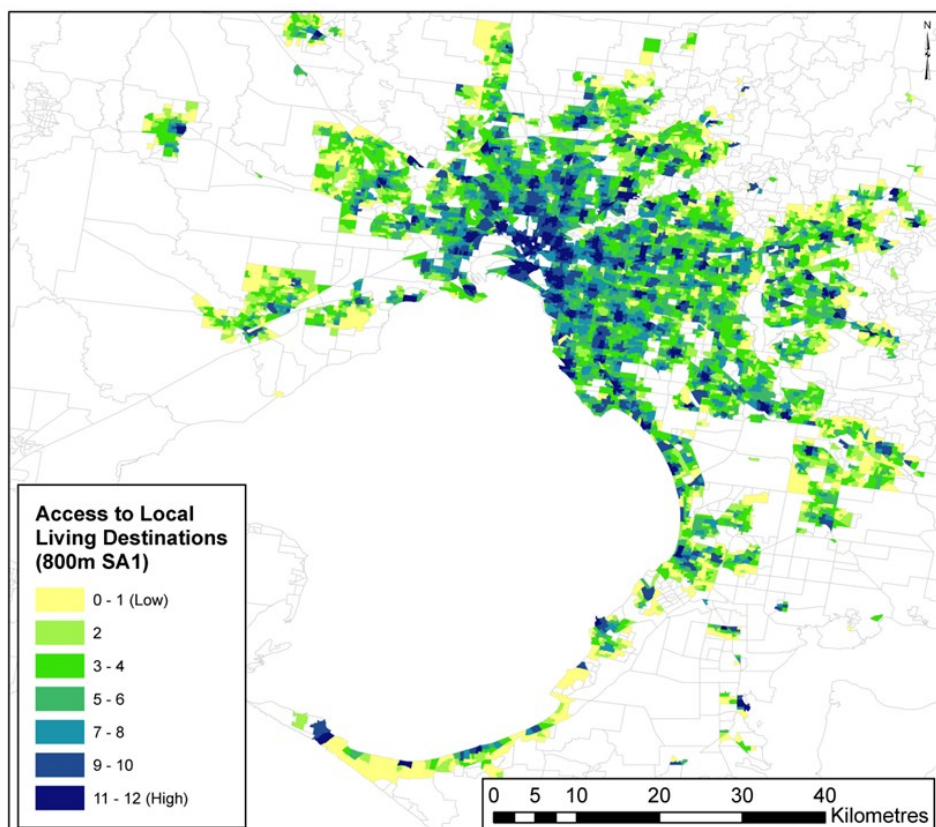 N
Access to Local
Living Destinations
(800m SA1)
0 - 1 (Low)
2
3 - 4
5 - 6
7 - 8
9 - 10
11 - 12 (High)
0 5 10 20 30 40
Kilometres